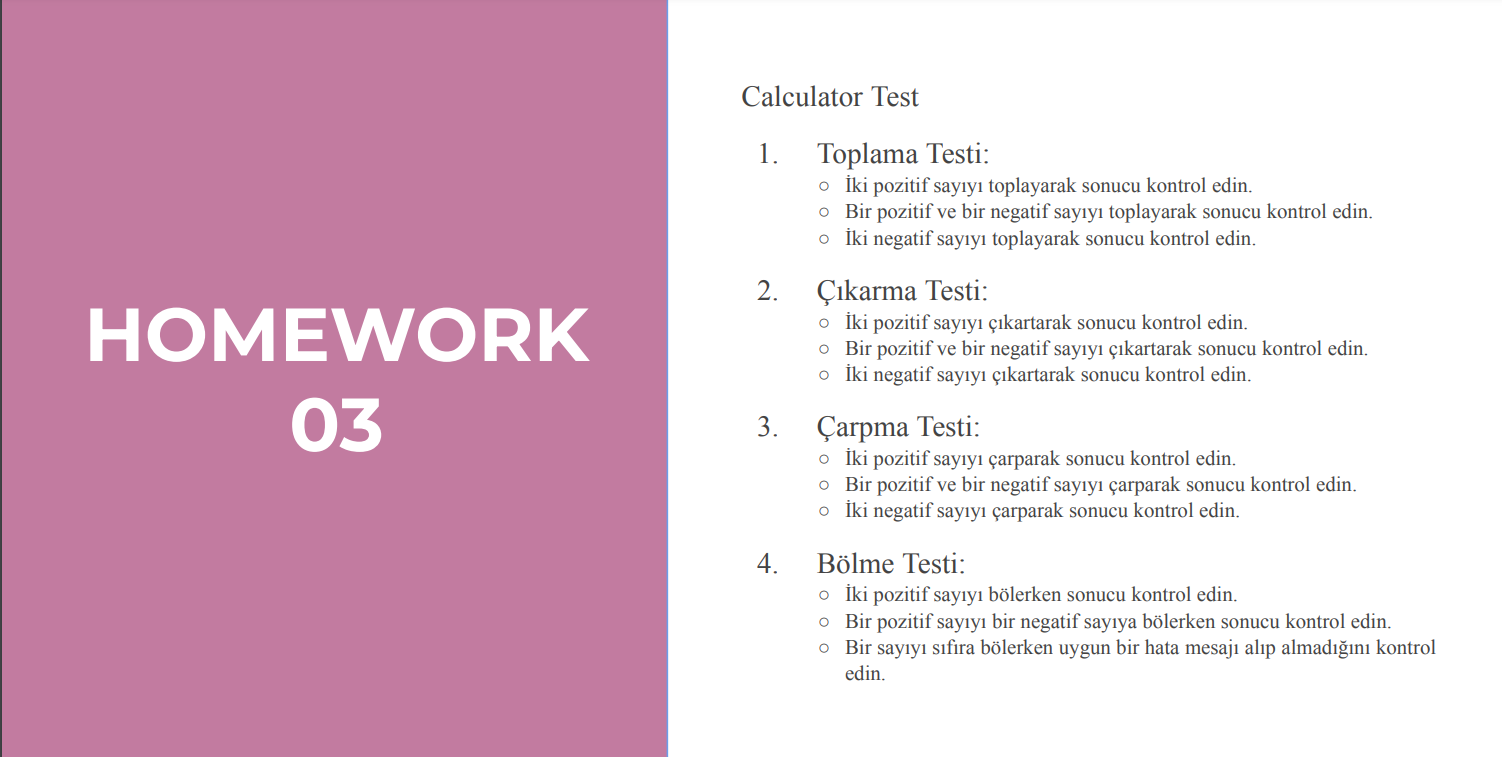 HOMEWORK
03
Calculator Test
1. Toplama Testi:
○ İki pozitif sayıyı toplayarak sonucu kontrol edin.
○ Bir pozitif ve bir negatif sayıyı toplayarak sonucu kontrol edin.
○ İki negatif sayıyı toplayarak sonucu kontrol edin.
2. Çıkarma Testi:
○ İki pozitif sayıyı çıkartarak sonucu kontrol edin.
○ Bir pozitif ve bir negatif sayıyı çıkartarak sonucu kontrol edin.
○ İki negatif sayıyı çıkartarak sonucu kontrol edin.
3. Çarpma Testi:
○ İki pozitif sayıyı çarparak sonucu kontrol edin.
○ Bir pozitif ve bir negatif sayıyı çarparak sonucu kontrol edin.
○ İki negatif sayıyı çarparak sonucu kontrol edin.
4. Bölme Testi:
○ İki pozitif sayıyı bölerken sonucu kontrol edin.
○ Bir pozitif sayıyı bir negatif sayıya bölerken sonucu kontrol edin.
○ Bir sayıyı sıfıra bölerken uygun bir hata mesajı alıp almadığını kontrol
edin.